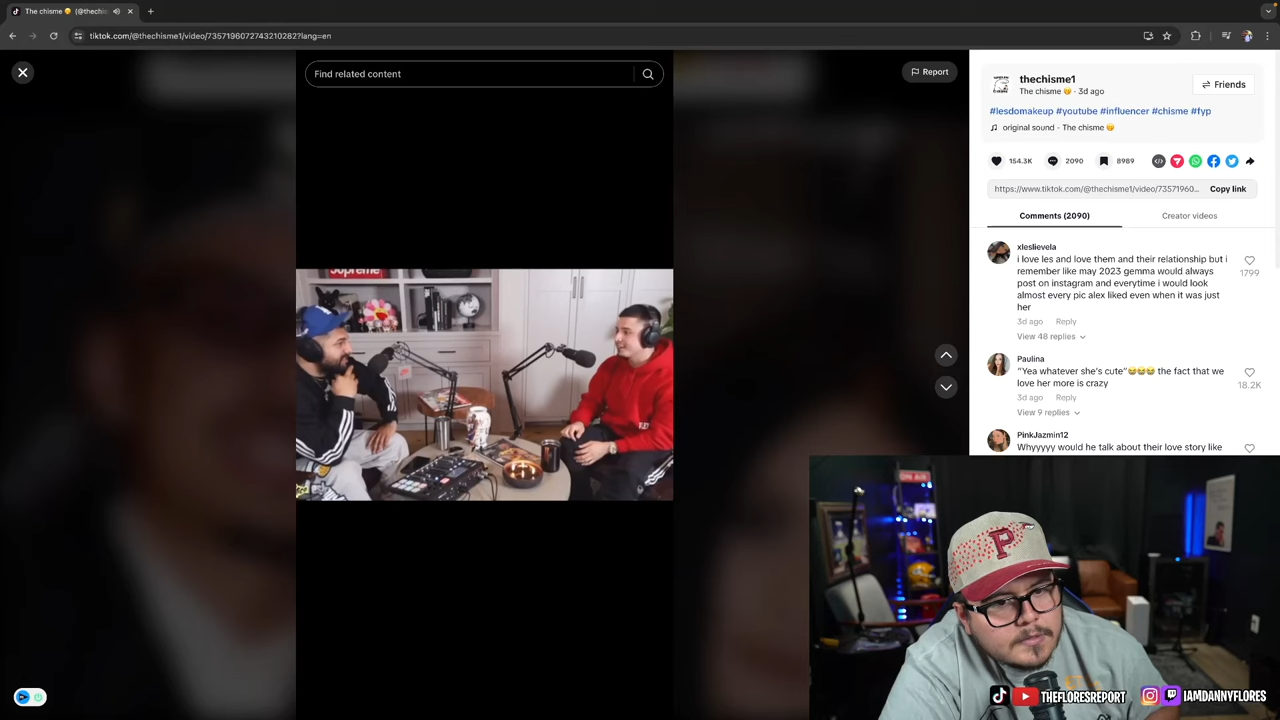 The chisme 🤭 (@thechis
tiktok.com/@thechisme1/video/7357196072743210282?lang=en
Find related content
Report
thechisme1
The chisme 🤭 · 3d ago
Friends
#lesdomakeup #youtube #influencer #chisme #fyp
original sound - The chisme 🤭
154.3K
2090
8989
https://www.tiktok.com/@thechisme1/video/73571960...
Copy link
Comments (2090)
Creator videos
xleslievela
i love les and love them and their relationship but i
remember like may 2023 gemma would always
post on instagram and everytime i would look
almost every pic alex liked even when it was just
her
1799
3d ago Reply
View 48 replies
Paulina
“Yea whatever she's cute”😂😂😂 the fact that we
love her more is crazy
18.2K
3d ago Reply
View 9 replies
PinkJazmin12
Whyyyyy would he talk about their love story like
Supreme
P
THEFLORESREPORT
IAMDANNYFLORES